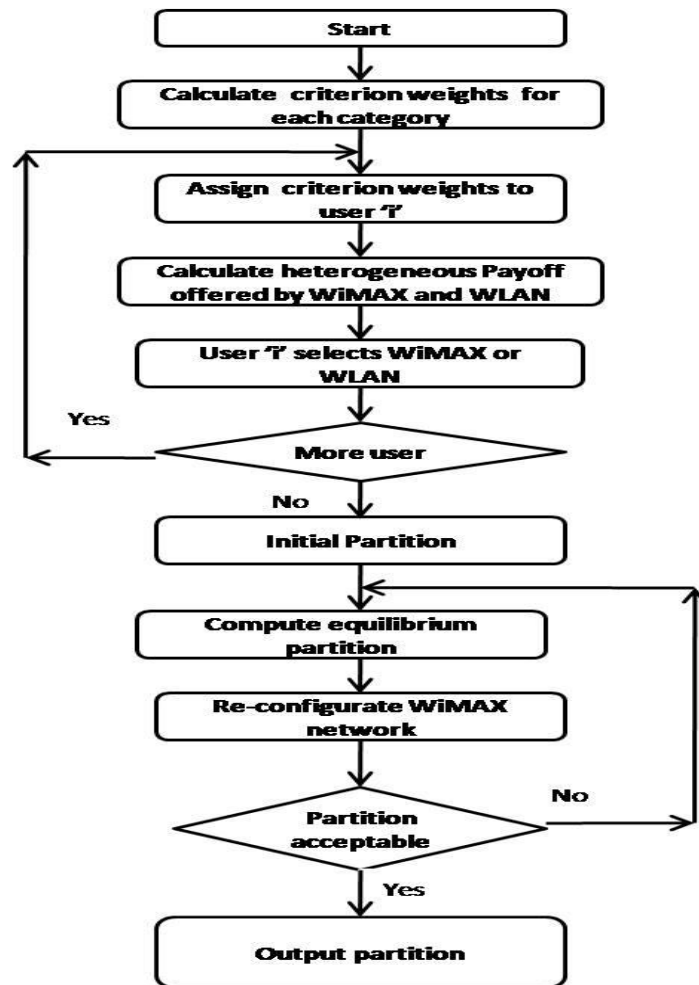 Start
Calculate criterion weights for
each category
Assign criterion weights to
user 'i'
Calculate heterogeneous Payoff
offered by WiMAX and WLAN
User 'i' selects WiMAX or
WLAN
Yes
More user
No
Initial Partition
Compute equilibrium
partition
Re-configurate WiMAX
network
No
Partition
acceptable
Yes
Output partition